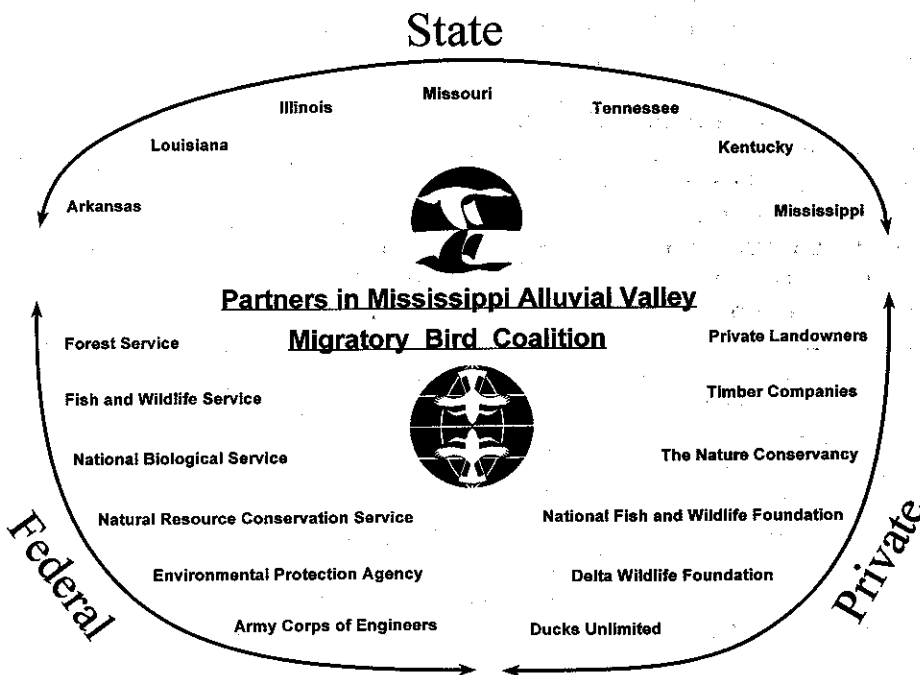 State
Missouri
Illinois
Tennessee
Louisiana
Kentucky
Arkansas
Mississippi
Partners in Mississippi Alluvial Valley
Migratory Bird Coalition
Forest Service
Fish and Wildlife Service
National Biological Service
Natural Resource Conservation Service
Environmental Protection Agency
Army Corps of Engineers
Federal
Private Landowners
Timber Companies
The Nature Conservancy
National Fish and Wildlife Foundation
Delta Wildlife Foundation
Ducks Unlimited
Private